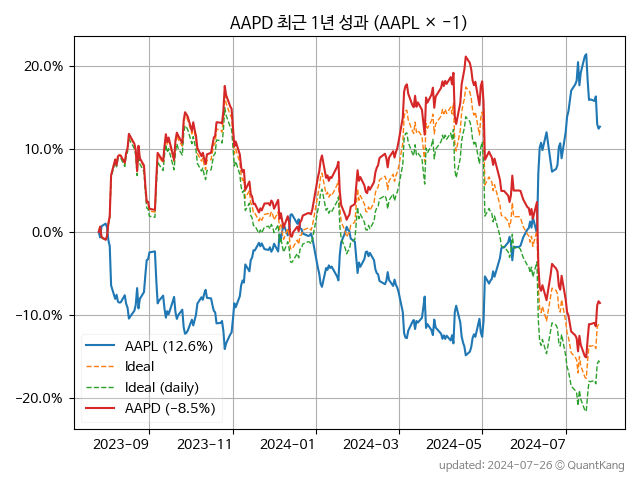 AAPD 최근 1년 성과 (AAPL × −1)
20.0%
10.0%
0.0%
−10.0%
−20.0%
AAPL (12.6%)
Ideal
Ideal (daily)
AAPD (−8.5%)
2023-09 2023-11 2024-01 2024-03 2024-05 2024-07
updated: 2024-07-26 © QuantKang